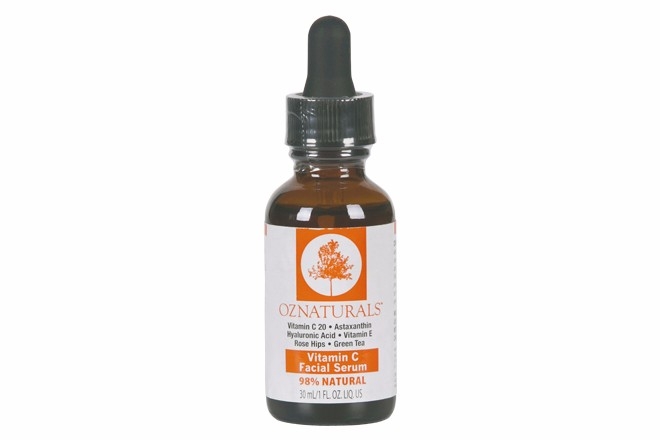 OZNATURALS™
Vitamin C 20 • Astaxanthin
Hyaluronic Acid • Vitamin E
Rose Hips • Green Tea
Vitamin C
Facial Serum
98% NATURAL
30 mL/1 FL. OZ. LIQ. US